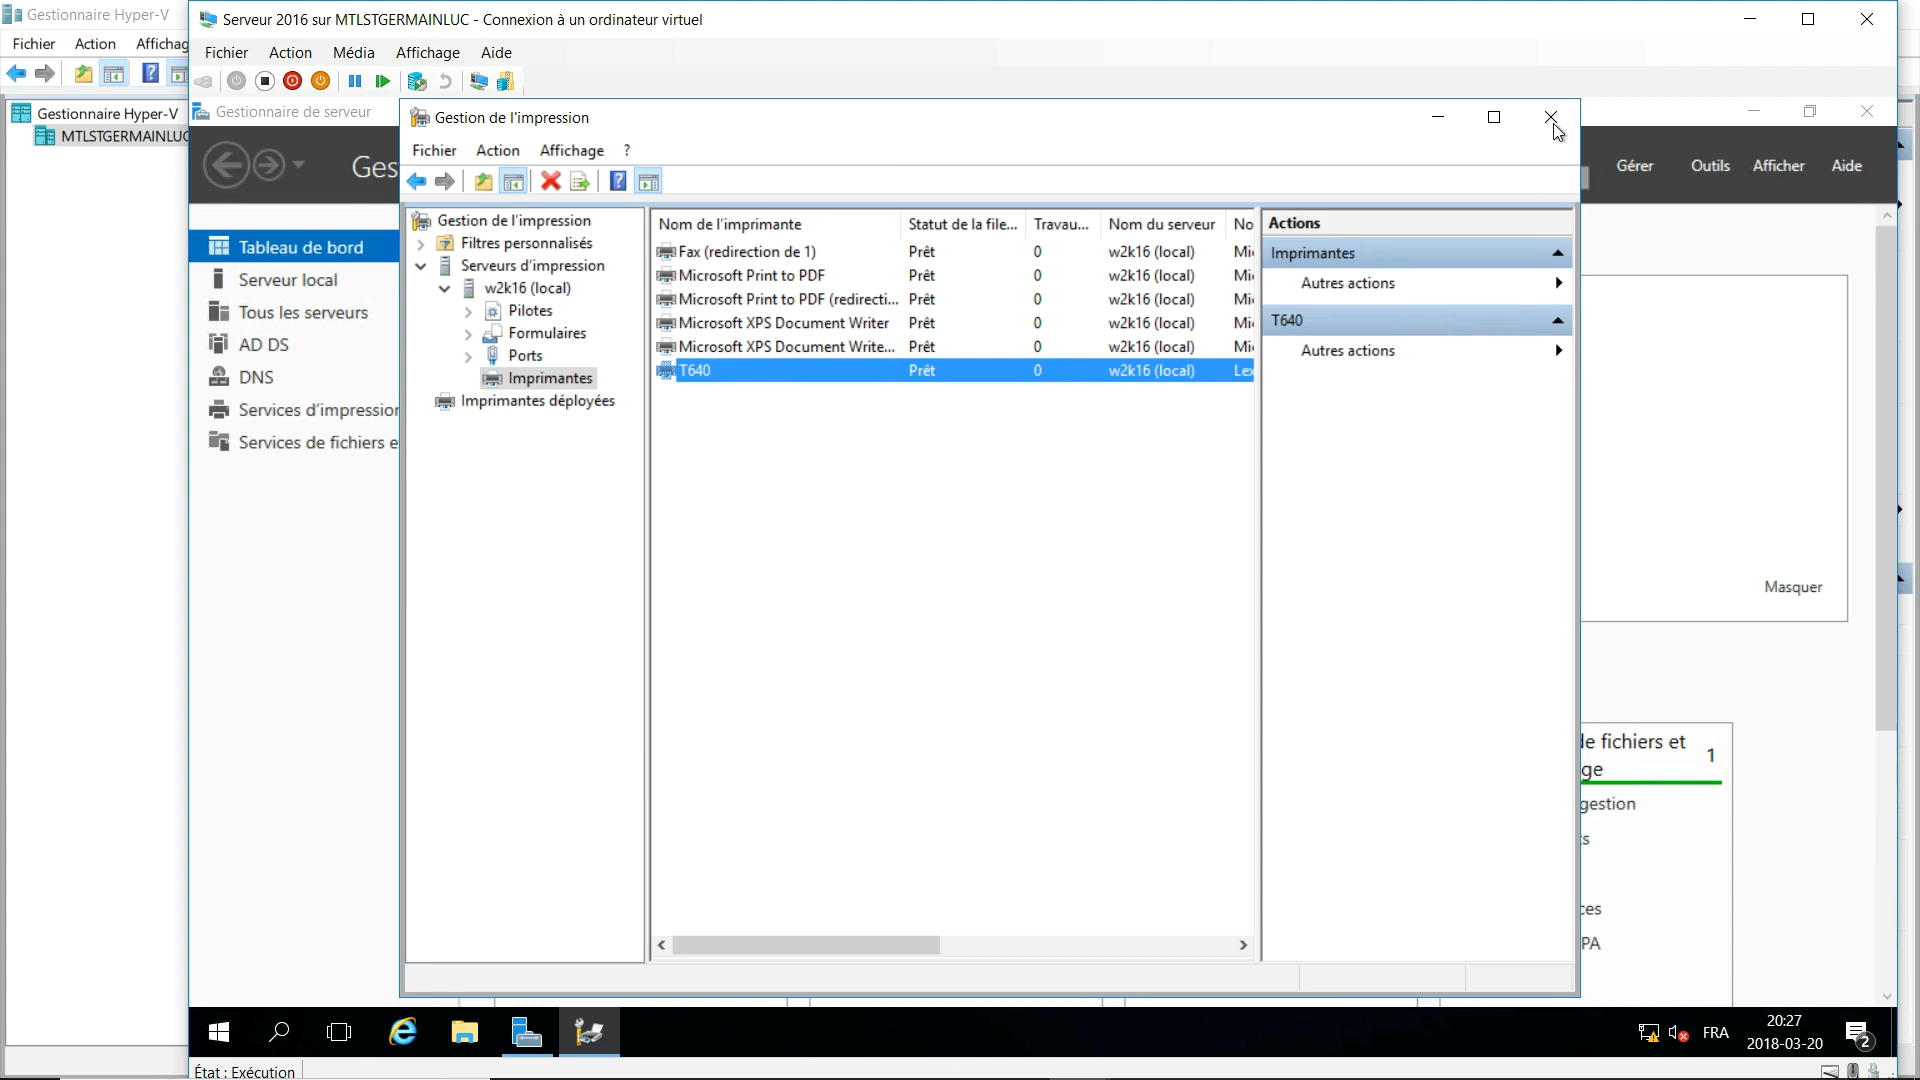 Gestionnaire Hyper-V
Fichier Action
Gestionnaire Hyper-V
Serveur 2016 sur MTLSTGERMAINLUC - Connexion à un ordinateur virtuel
Fichier Action Média Affichage Aide
Gestionnaire de serveur
Gérer Outils Afficher Aide
Tableau de bord
Serveur local
Tous les serveurs
AD DS
DNS
Services d'impression
Services de fichiers e
Gestion de l'impression
Fichier Action Affichage ?
Gestion de l'impression
Filtres personnalisés
Serveurs d'impression
w2k16 (local)
Pilotes
Formulaires
Ports
Imprimantes
Imprimantes déployées
Nom de l'imprimante Statut de la file... Travau... Nom du serveur No
Fax (redirection de 1) Prêt 0 w2k16 (local)
Microsoft Print to PDF Prêt 0 w2k16 (local)
Microsoft Print to PDF (redirecti... Prêt 0 w2k16 (local)
Microsoft XPS Document Writer Prêt 0 w2k16 (local)
Microsoft XPS Document Write... Prêt 0 w2k16 (local)
T640 Prêt 0 w2k16 (local) Lex
Actions
Imprimantes
Autres actions
T640
Autres actions
Masquer
de fichiers et
ge
1
gestion
PA
FRA
20:27
2018-03-20
2
État : Exécution